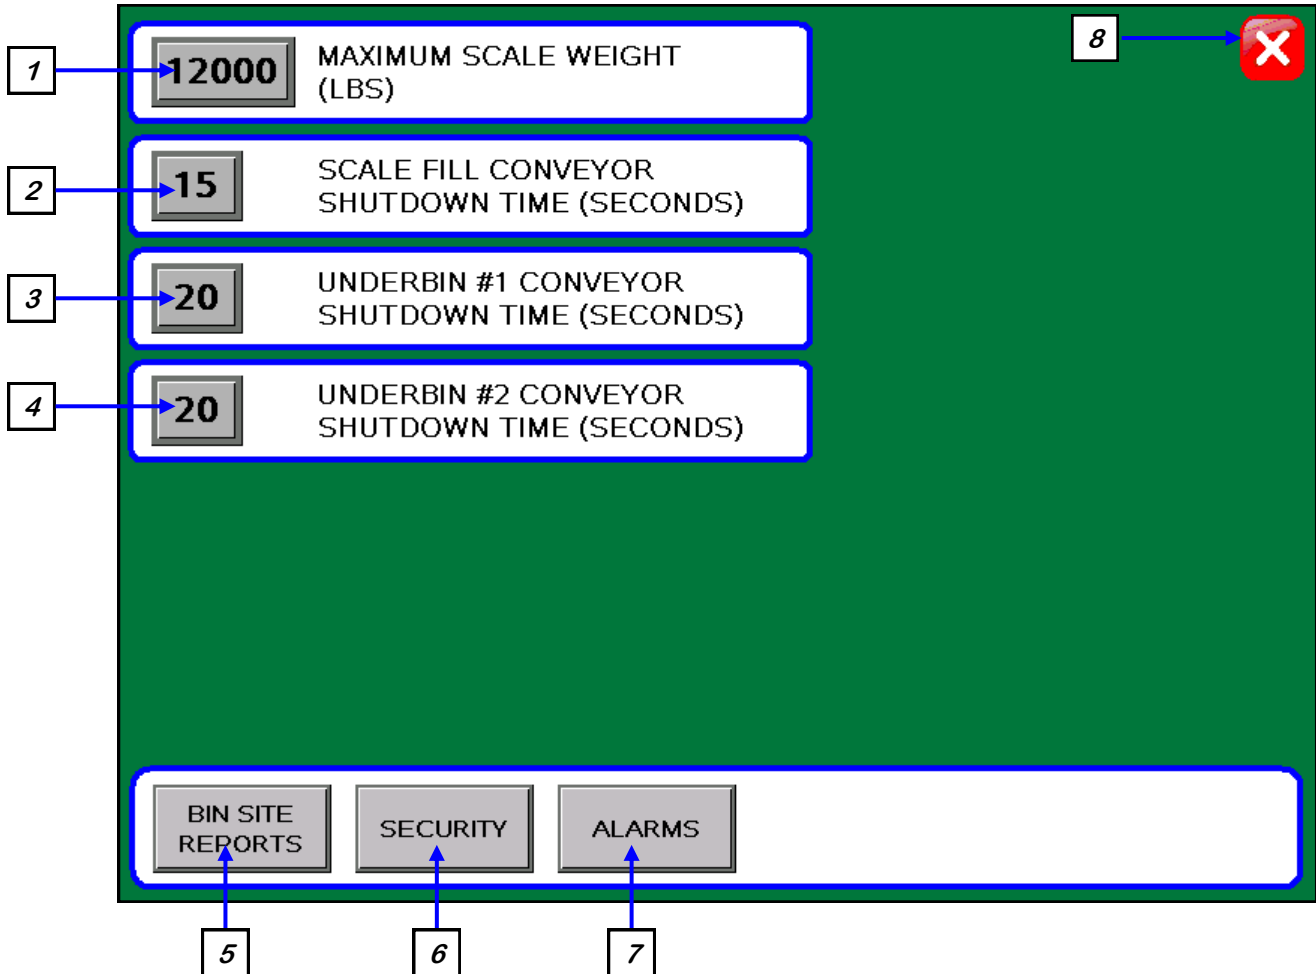 1
12000
MAXIMUM SCALE WEIGHT
(LBS)
8
2
15
SCALE FILL CONVEYOR
SHUTDOWN TIME (SECONDS)
3
20
UNDERBIN #1 CONVEYOR
SHUTDOWN TIME (SECONDS)
4
20
UNDERBIN #2 CONVEYOR
SHUTDOWN TIME (SECONDS)
BIN SITE
REPORTS
SECURITY
ALARMS
5
6
7